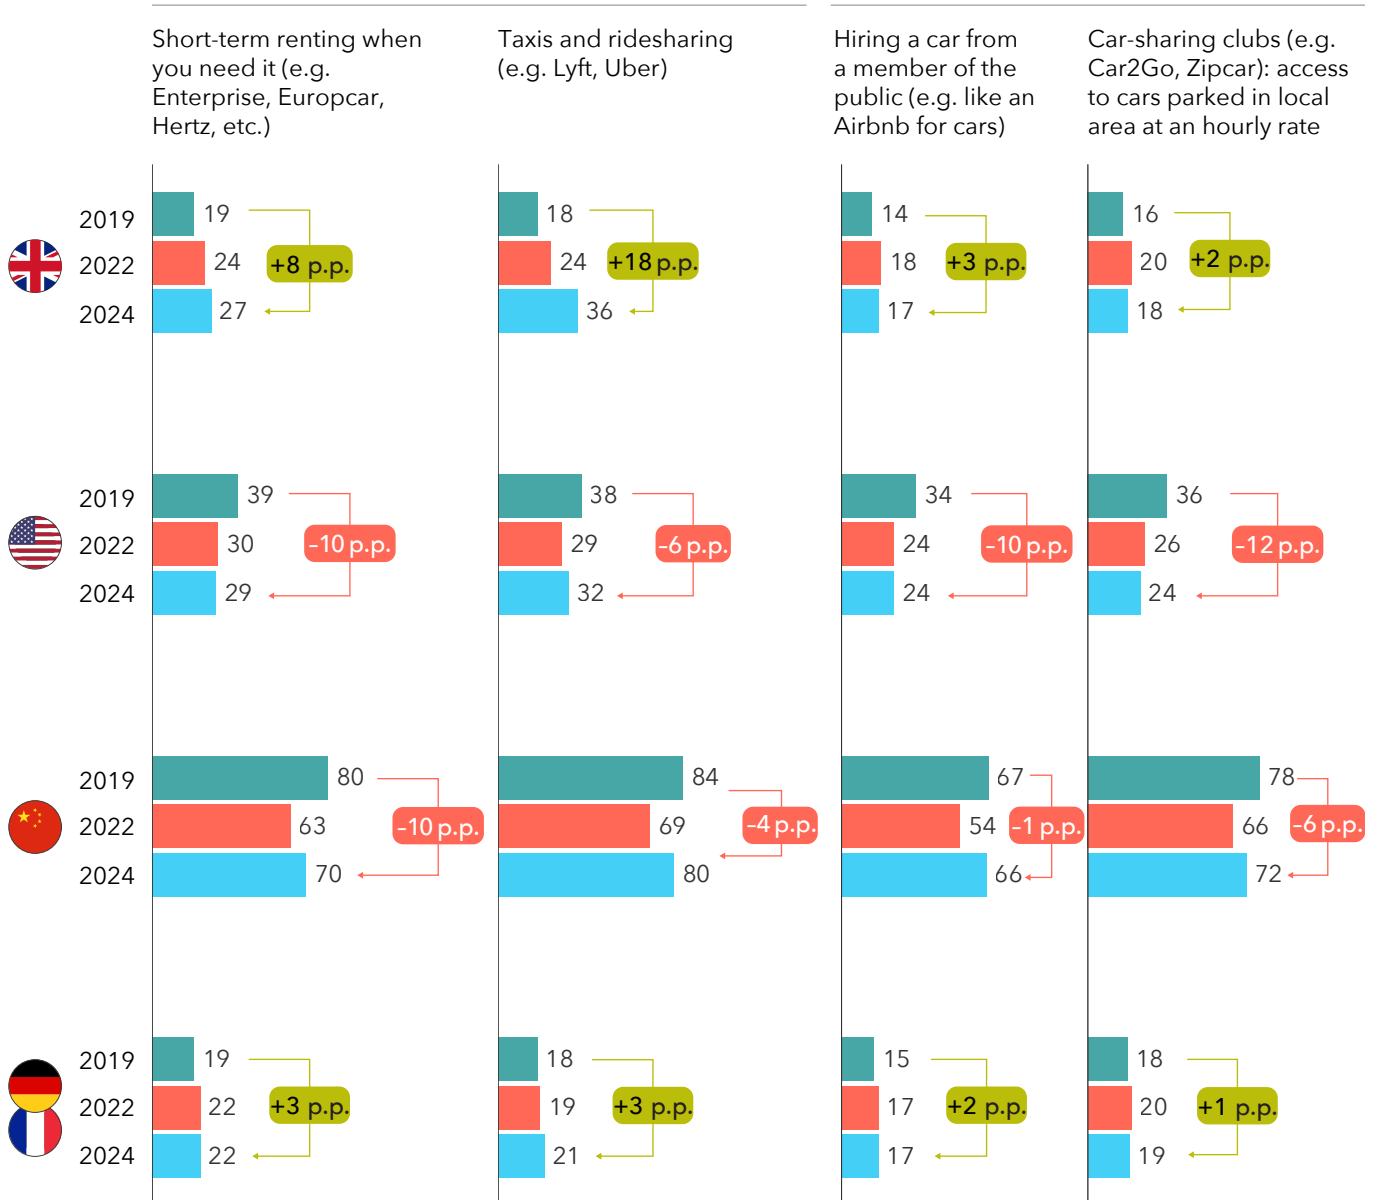 Short-term renting when
you need it (e.g.
Enterprise, Europcar,
Hertz, etc.)
Taxis and ridesharing
(e.g. Lyft, Uber)
Hiring a car from
a member of the
public (e.g. like an
Airbnb for cars)
Car-sharing clubs (e.g.
Car2Go, Zipcar): access
to cars parked in local
area at an hourly rate
2019 19 18 14 16
2022 24 +8 p.p. 24 +18 p.p. 18 +3 p.p. 20 +2 p.p.
2024 27 36 17 18
2019 39 38 34 36
2022 30 -10 p.p. 29 -6 p.p. 24 -10 p.p. 26 -12 p.p.
2024 29 32 24 24
2019 80 84 67 78
2022 63 -10 p.p. 69 -4 p.p. 54 -1 p.p. 66 -6 p.p.
2024 70 80 66 72
2019 19 18 15 18
2022 22 +3 p.p. 19 +3 p.p. 17 +2 p.p. 20 +1 p.p.
2024 22 21 17 19